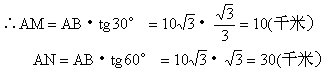 ∴AM = AB・tg30° = 10√3・√3/3 = 10(千米)
AN = AB・tg60° = 10√3・√3 = 30(千米)